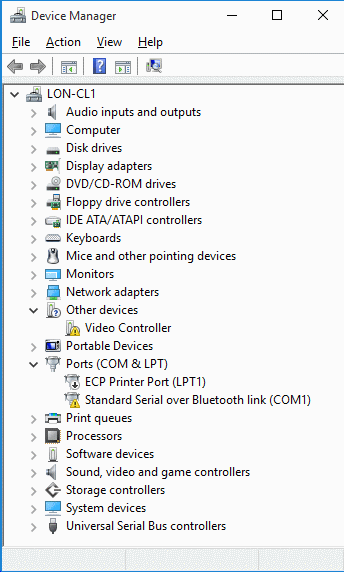 Device Manager
File Action View Help
LON-CL1
Audio inputs and outputs
Computer
Disk drives
Display adapters
DVD/CD-ROM drives
Floppy drive controllers
IDE ATA/ATAPI controllers
Keyboards
Mice and other pointing devices
Monitors
Network adapters
Other devices
Video Controller
Portable Devices
Ports (COM & LPT)
ECP Printer Port (LPT1)
Standard Serial over Bluetooth link (COM1)
Print queues
Processors
Software devices
Sound, video and game controllers
Storage controllers
System devices
Universal Serial Bus controllers